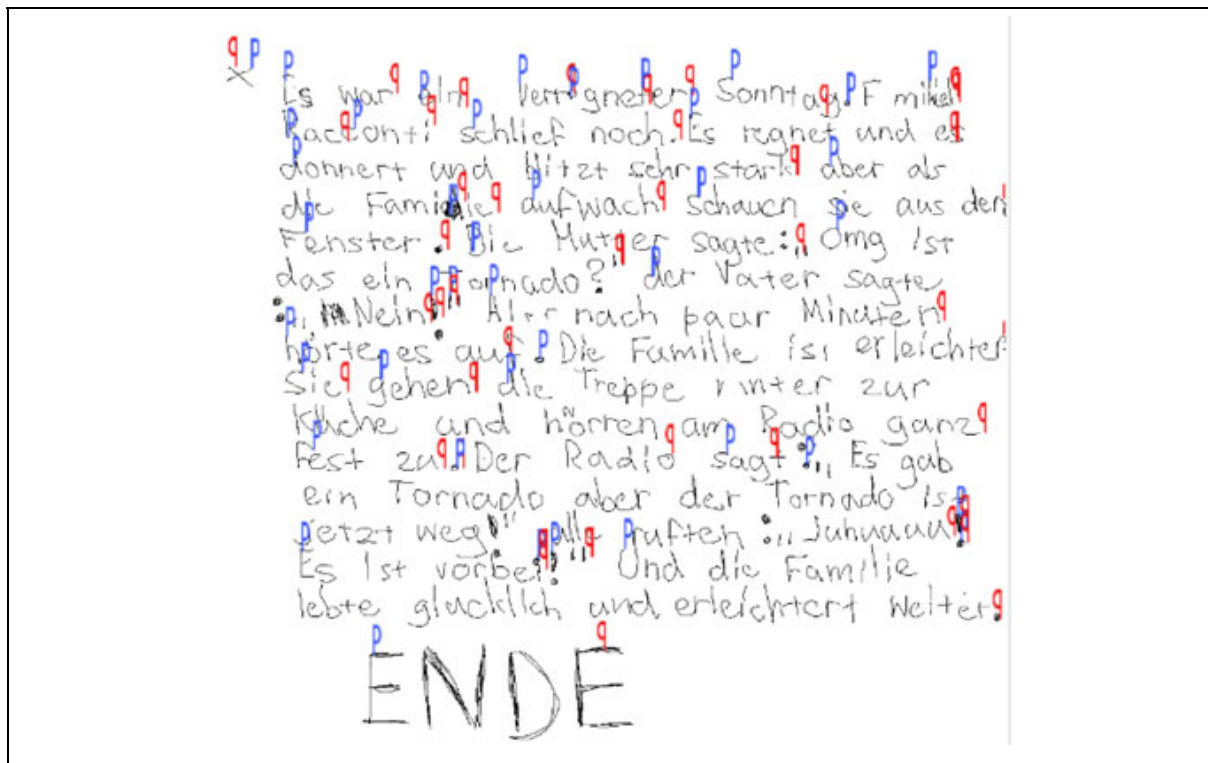 Es war ein verregneter Sonntag. Familie
Racconti schlief noch. Es regnet und es
donnert und blitzt sehr stark aber als
die Familie aufwach schauen sie aus den
Fenster. Die Mutter sagte:„Omg ist
das ein Tornado?" der Vater sagte
:„Nein!" nach paar Minuten
hörte es auf. Die Familie ist erleichtert
Sie gehen die Treppe runter zur
Küche und hörren am Radio ganz
fest zu. Der Radio sagt:„Es gab
ein Tornado aber der Tornado ist
jetzt weg!" alle ruften:„Juhuuuu!
Es ist vorbei!" Und die Familie
lebte glücklich und erleichtert weiter.
ENDE